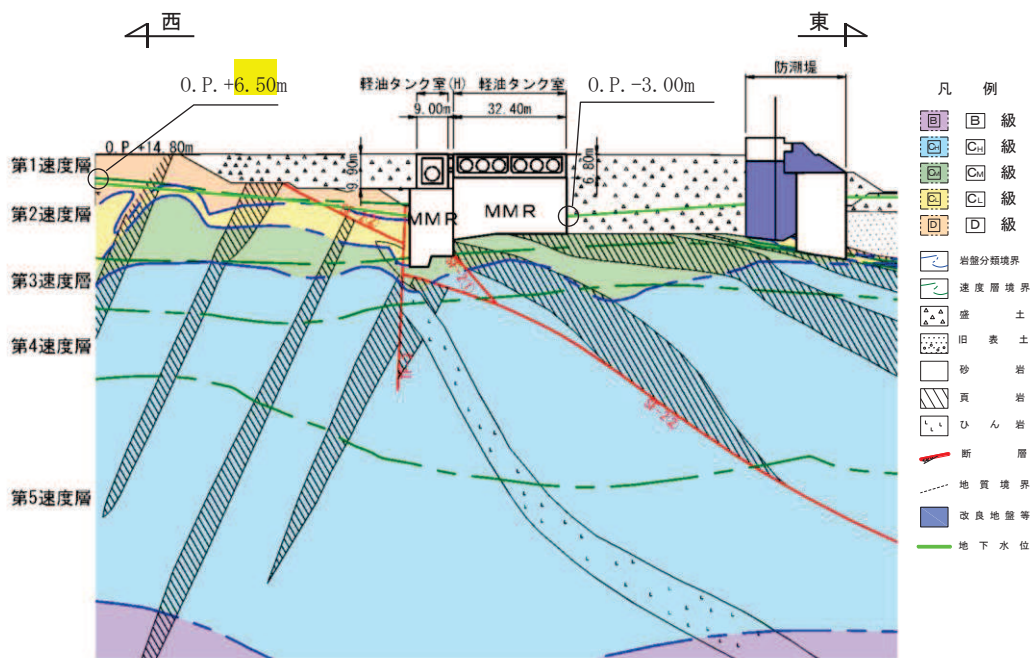 西
東
O.P.+6.50m
軽油タンク室(H) 軽油タンク室
O.P.-3.00m
防潮堤
9.00m
32.40m
O.P.+14.80m
9.90m
6.80m
第1速度層
第2速度層
第3速度層
第4速度層
第5速度層
MMR
MMR
凡例
B B 級
CH CH 級
CM CM 級
CL CL 級
D D 級
岩盤分類境界
速度層境界
盛土
旧表土
砂岩
頁岩
ひん岩
断層
地質境界
改良地盤等
地下水位